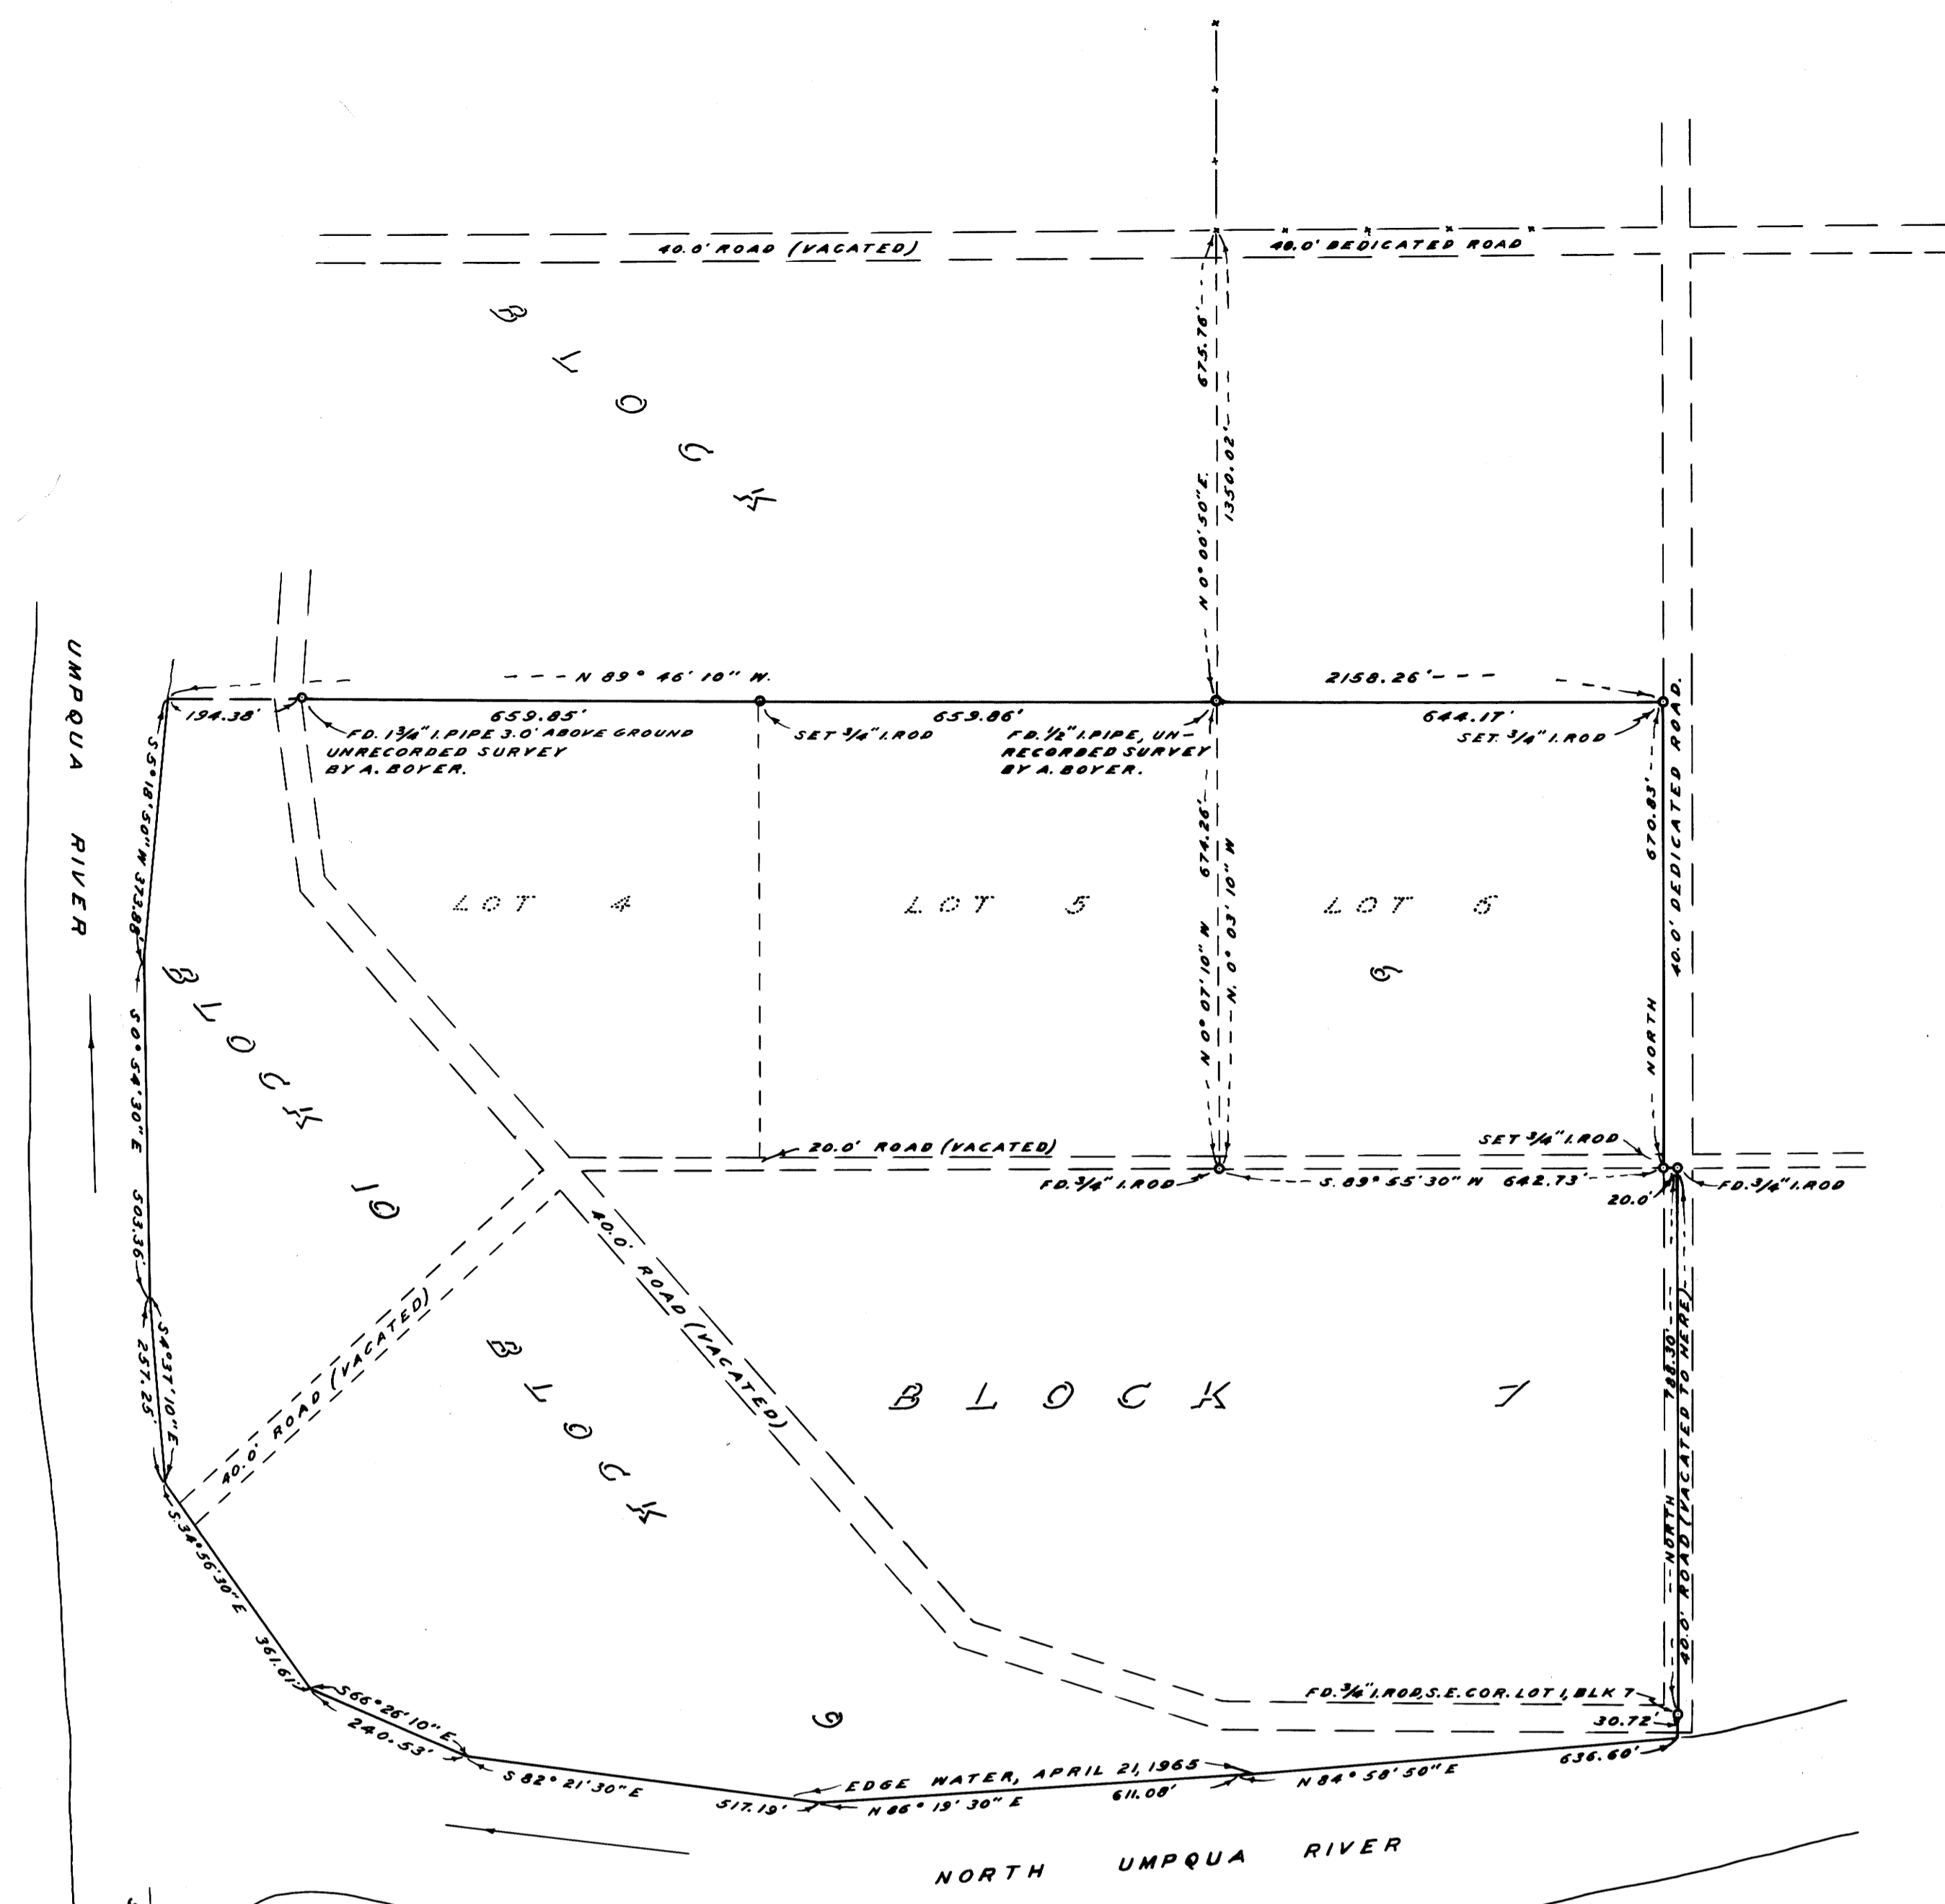 40.0' ROAD (VACATED)
40.0' DEDICATED ROAD
BLOCK
675.76'
1350.02'
N 0° 00' 50" E.
N 89° 46' 10" W.
2158.26'
194.38'
659.85'
659.86'
644.17'
FD. 1 3/4" I. PIPE 3.0' ABOVE GROUND
UNRECORDED SURVEY
BY A. BOYER.
SET 3/4" I. ROD
FD. 1/2" I. PIPE, UN-
RECORDED SURVEY
BY A. BOYER.
SET. 3/4" I. ROD
UMPQUA RIVER
S 5° 18' 50" W 373.88'
674.26'
N 0° 07' 10" W
N. 0° 03' 10" W
670.83'
NORTH
40.0' DEDICATED ROAD.
LOT 4
LOT 5
LOT 6
6
BLOCK 10
S 0° 54' 30" E 503.36'
20.0' ROAD (VACATED)
SET 3/4" I. ROD
FD. 3/4" I. ROD
S. 89° 55' 30" W 642.73'
20.0'
FD. 3/4" I. ROD
40.0' ROAD (VACATED)
40.0' ROAD (VACATED)
S 4° 37' 10" E
257.25'
BLOCK 9
BLOCK 7
788.30'
NORTH
40.0' ROAD (VACATED TO HERE)
S. 34° 56' 30" E
361.61'
S 66° 26' 10" E
240.53'
FD. 3/4" I. ROD, S.E. COR. LOT 1, BLK 7
30.72'
636.60'
S 82° 21' 30" E
517.19'
EDGE WATER, APRIL 21, 1965
N 86° 19' 30" E
611.08'
N 84° 58' 50" E
NORTH UMPQUA RIVER